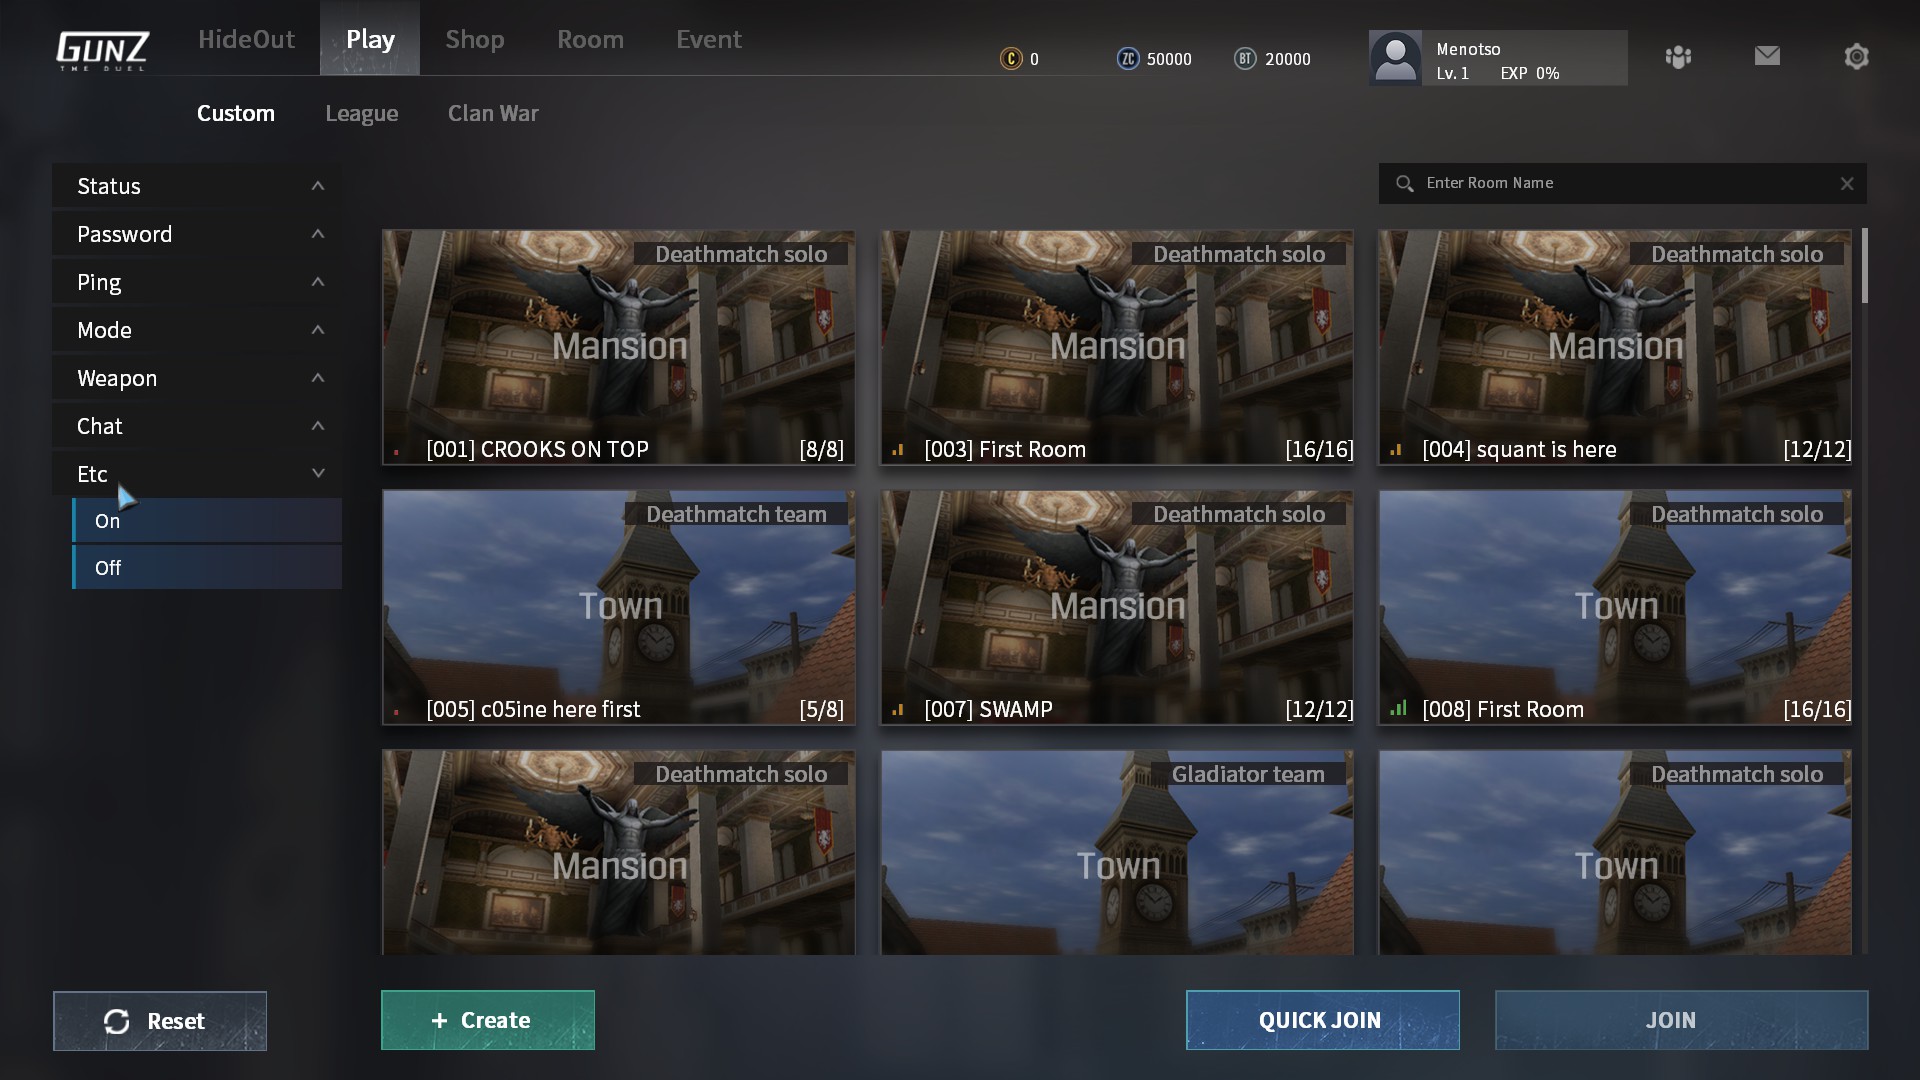 GUNZ
THE DUEL
HideOut
Play
Shop
Room
Event
C 0
ZC 50000
BT 20000
Menotso
Lv. 1 EXP 0%
Custom
League
Clan War
Status
Password
Ping
Mode
Weapon
Chat
Etc
On
Off
Enter Room Name
Deathmatch solo
Mansion
[001] CROOKS ON TOP [8/8]
Deathmatch solo
Mansion
[003] First Room [16/16]
Deathmatch solo
Mansion
[004] squant is here [12/12]
Deathmatch team
Town
[005] c05ine here first [5/8]
Deathmatch solo
Mansion
[007] SWAMP [12/12]
Deathmatch solo
Town
[008] First Room [16/16]
Deathmatch solo
Mansion
Gladiator team
Town
Deathmatch solo
Town
Reset
+ Create
QUICK JOIN
JOIN